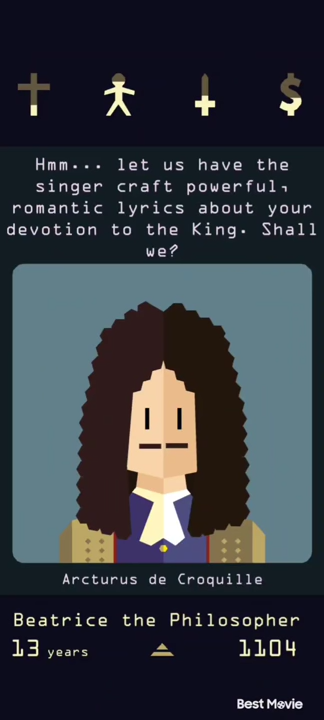 Hmm... let us have the
singer craft powerful,
romantic lyrics about your
devotion to the King. Shall
we?
Arcturus de Croquille
Beatrice the Philosopher
13 years 1104
Best Movie